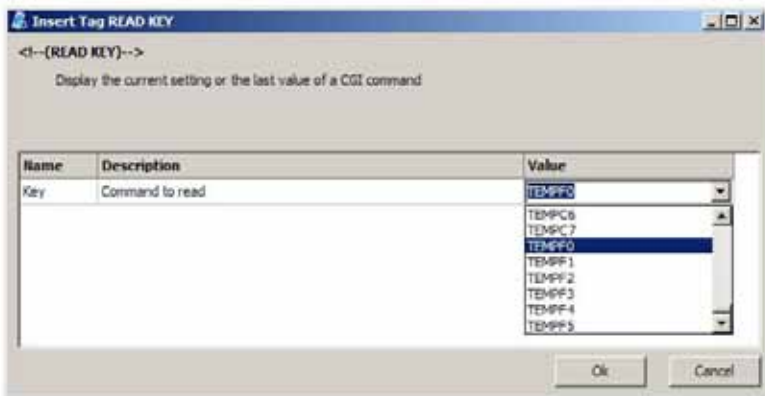 Insert Tag READ KEY
<!--{READ KEY}-->
Display the current setting or the last value of a CGI command
Name Description Value
Key Command to read TEMPF0
TEMPC6
TEMPC7
TEMPF0
TEMPF1
TEMPF2
TEMPF3
TEMPF4
TEMPF5
Ok Cancel